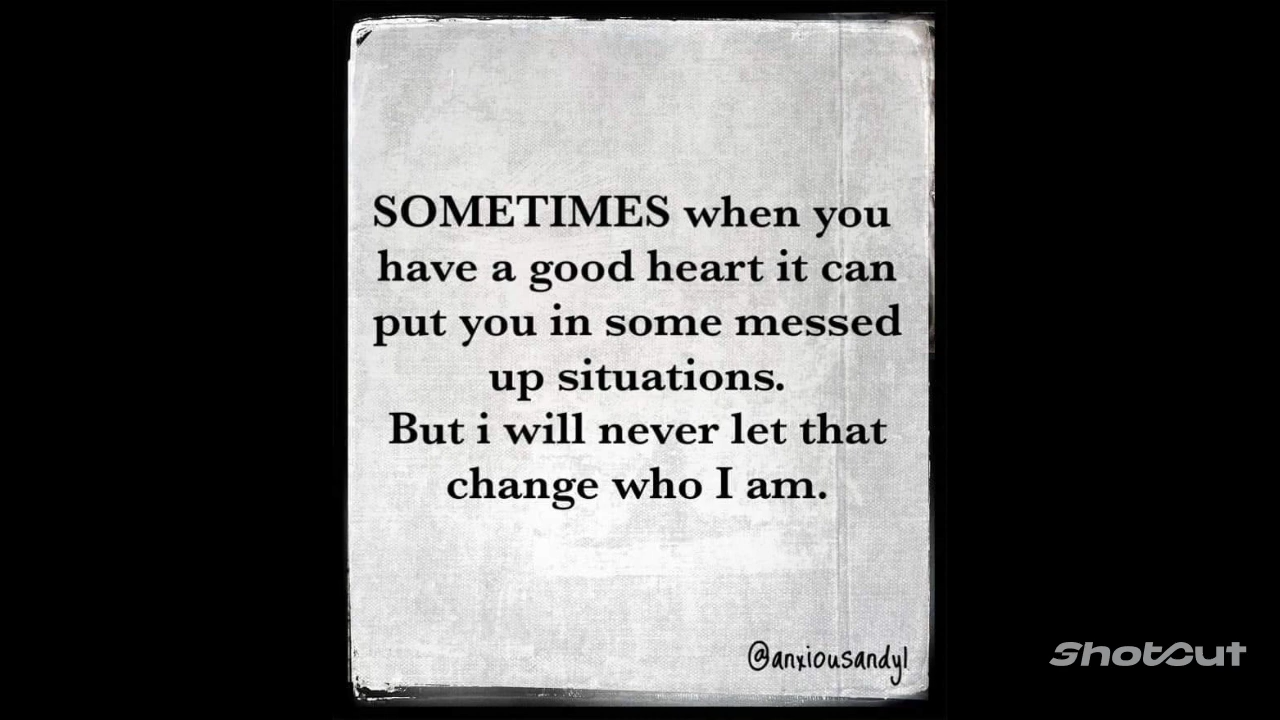 SOMETIMES when you
have a good heart it can
put you in some messed
up situations.
But i will never let that
change who I am.
@anxiousandyl
ShotCut